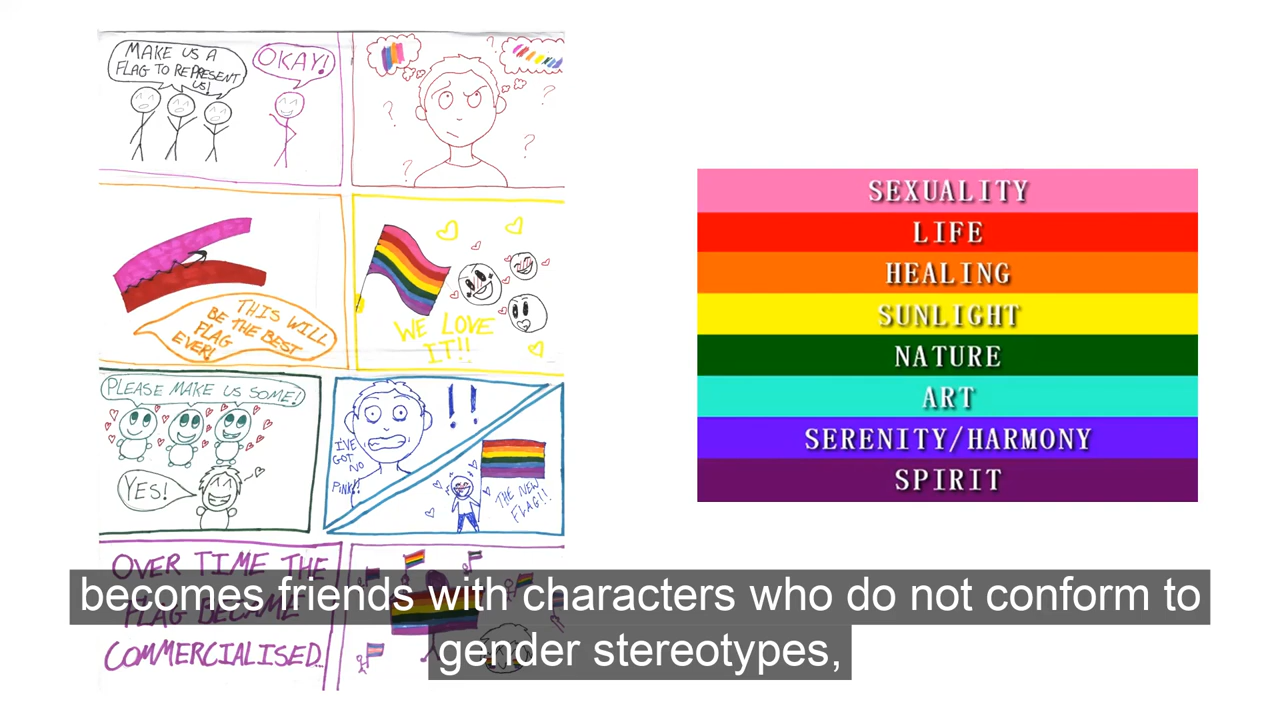 MAKE US A
FLAG TO REPRESENT
US!
OKAY!
THIS WILL
BE THE BEST
FLAG
EVER!
WE LOVE
IT!!
PLEASE MAKE US SOME!
YES!
!!
I'VE
GOT
NO
PINK!!
THE NEW
FLAG!!
OVER TIME THE
FLAG BECAME
COMMERCIALISED...
SEXUALITY
LIFE
HEALING
SUNLIGHT
NATURE
ART
SERENITY/HARMONY
SPIRIT
becomes friends with characters who do not conform to
gender stereotypes,